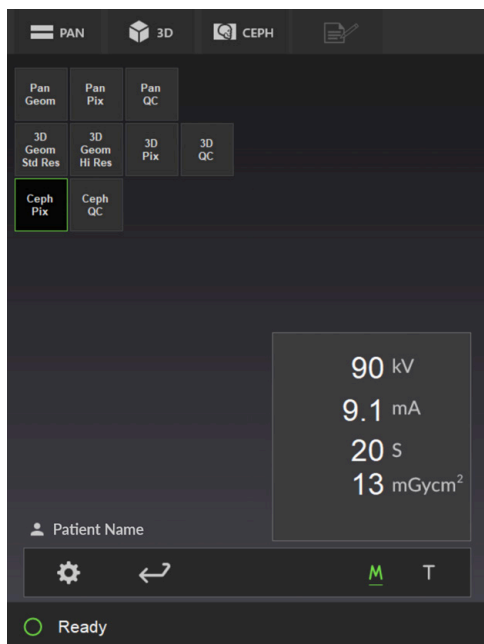 PAN 3D CEPH
Pan Geom
Pan Pix
Pan QC
3D Geom Std Res
3D Geom Hi Res
3D Pix
3D QC
Ceph Pix
Ceph QC
90 kV
9.1 mA
20 S
13 mGycm²
Patient Name
M T
Ready